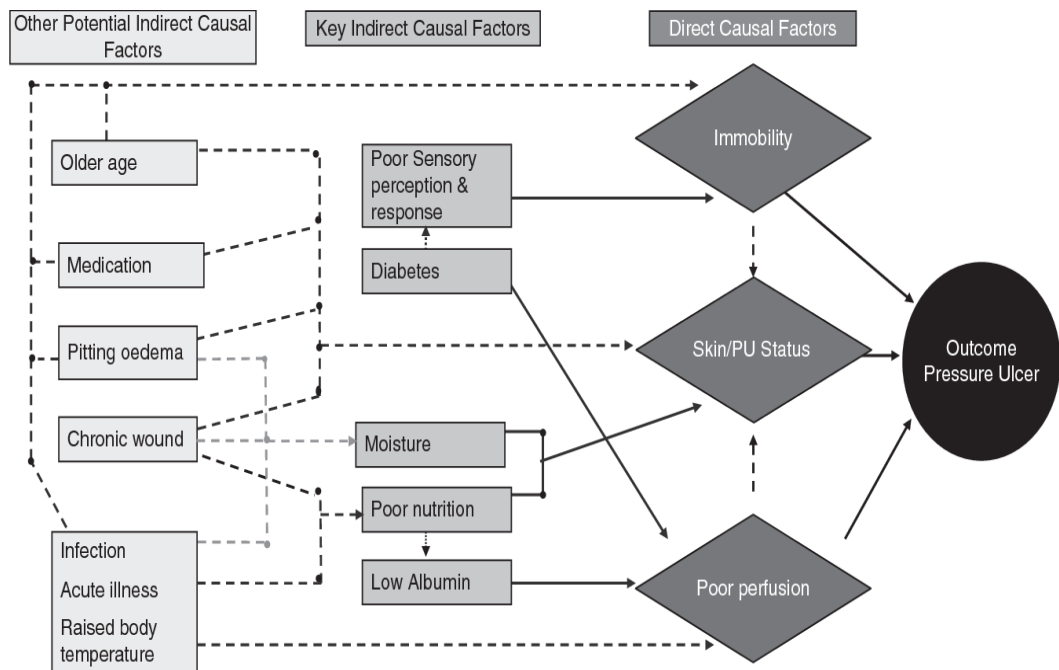 Other Potential Indirect Causal
Factors
Key Indirect Causal Factors
Direct Causal Factors
Older age
Medication
Pitting oedema
Chronic wound
Infection
Acute illness
Raised body
temperature
Poor Sensory
perception &
response
Diabetes
Moisture
Poor nutrition
Low Albumin
Immobility
Skin/PU Status
Poor perfusion
Outcome
Pressure Ulcer